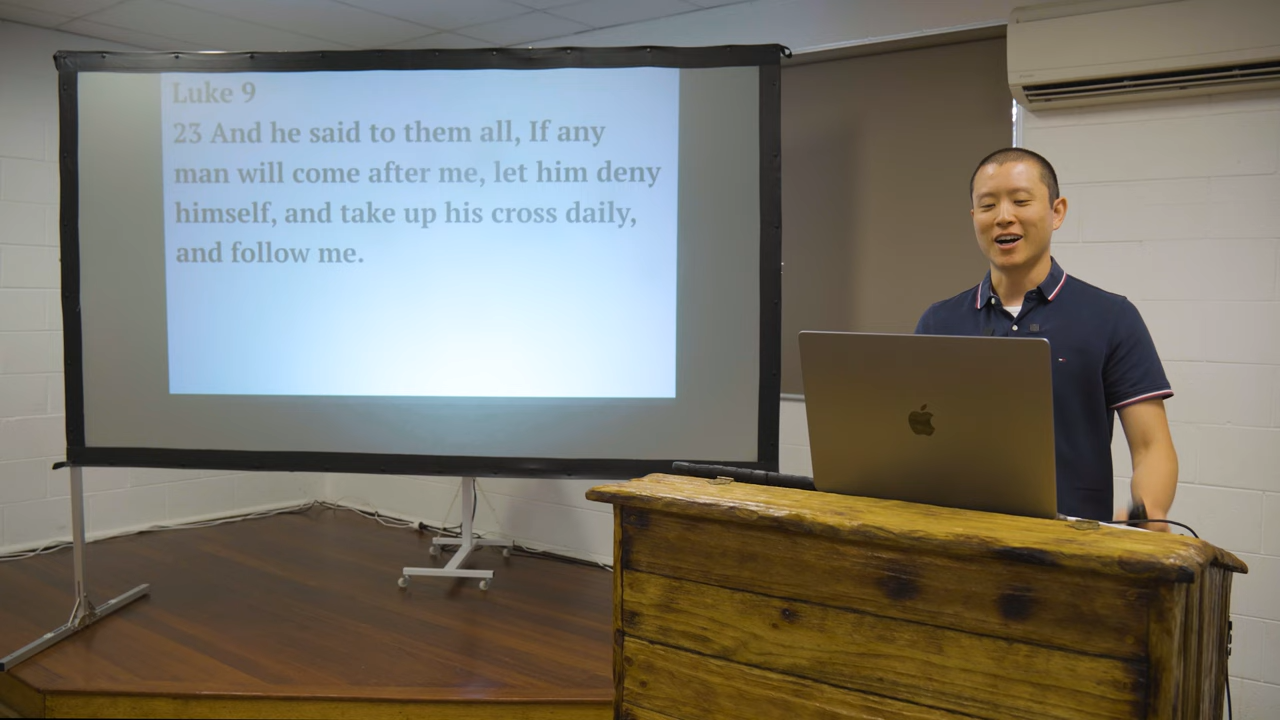 Luke 9
23 And he said to them all, If any
man will come after me, let him deny
himself, and take up his cross daily,
and follow me.